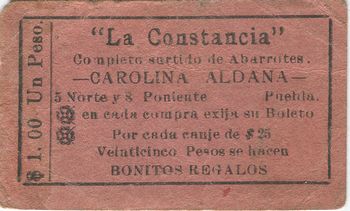 $ 1.00 Un Peso.
"La Constancia"
Completo surtido de Abarrotes.
—CAROLINA ALDANA—
5 Norte y 8 Poniente Puebla.
en cada compra exija su Boleto
Por cada canje de $ 25
Veinticinco Pesos se hacen
BONITOS REGALOS